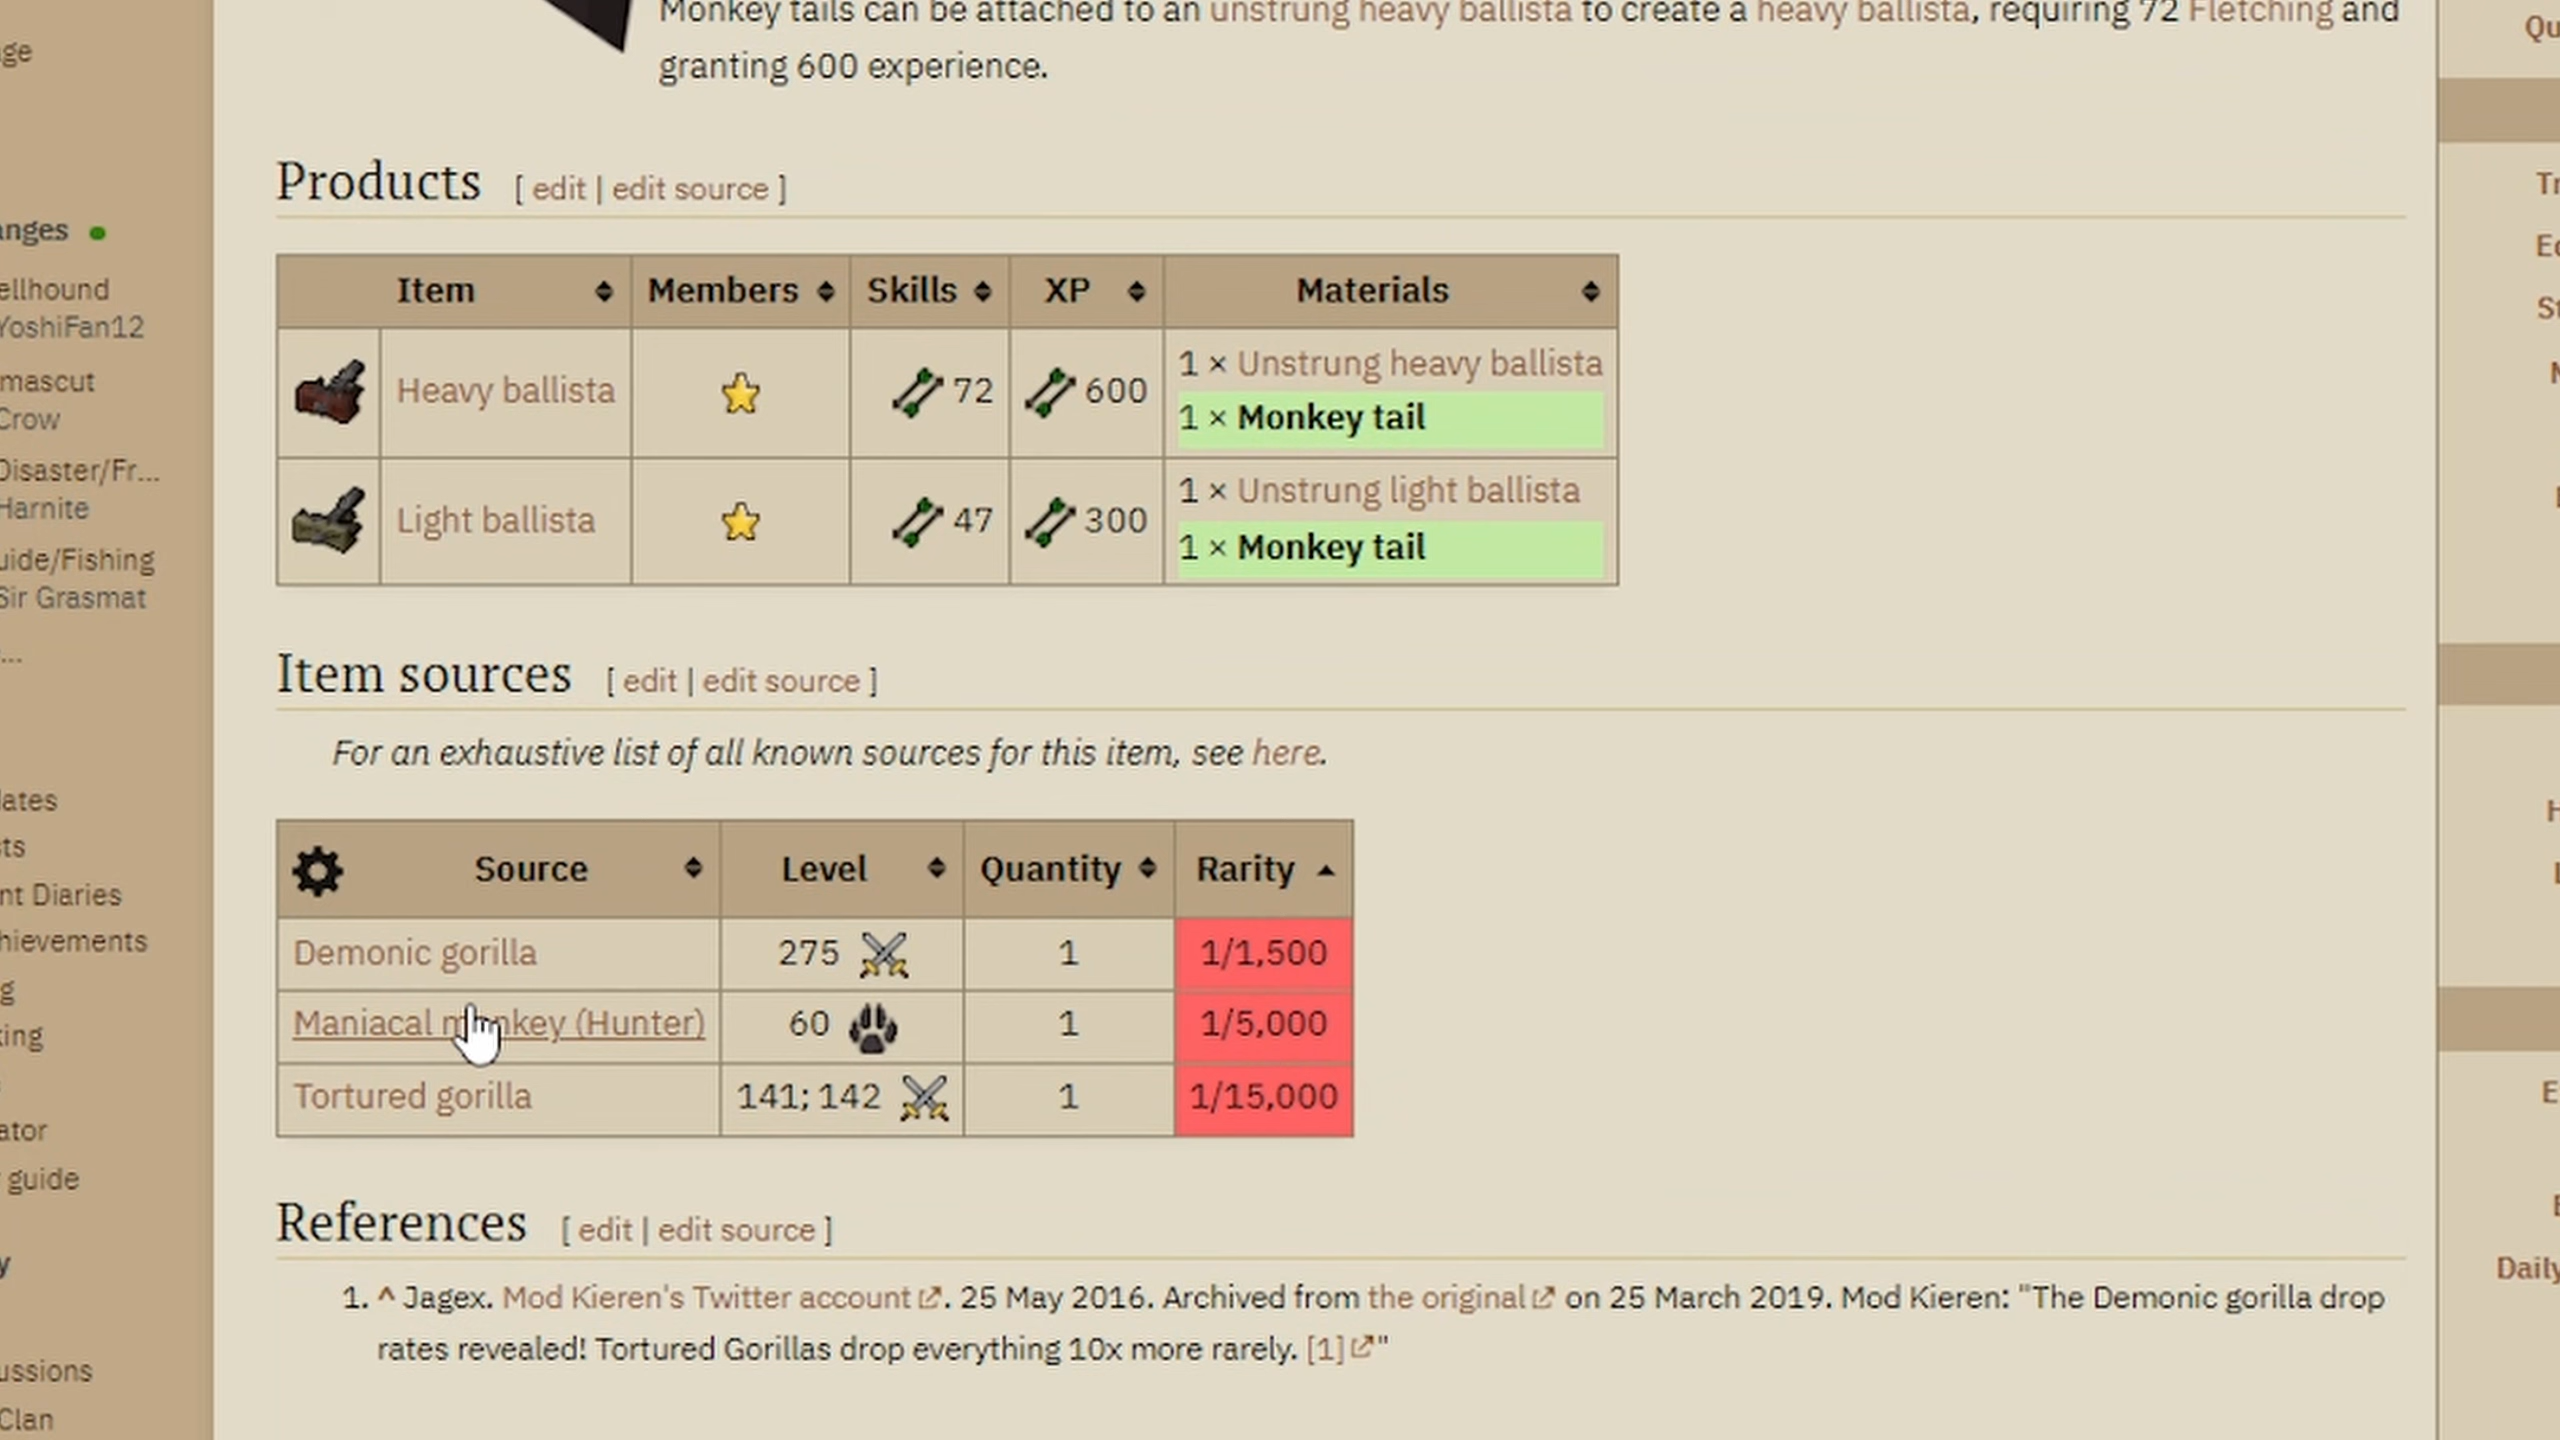 Monkey tails can be attached to an unstrung heavy ballista to create a heavy ballista, requiring 72 Fletching and
granting 600 experience.
Products [ edit | edit source ]
Item Members Skills XP Materials
Heavy ballista 72 600 1 × Unstrung heavy ballista
1 × Monkey tail
Light ballista 47 300 1 × Unstrung light ballista
1 × Monkey tail
Item sources [ edit | edit source ]
For an exhaustive list of all known sources for this item, see here.
Source Level Quantity Rarity
Demonic gorilla 275 1 1/1,500
Maniacal monkey (Hunter) 60 1 1/5,000
Tortured gorilla 141; 142 1 1/15,000
References [ edit | edit source ]
1. ^ Jagex. Mod Kieren's Twitter account. 25 May 2016. Archived from the original on 25 March 2019. Mod Kieren: "The Demonic gorilla drop
rates revealed! Tortured Gorillas drop everything 10x more rarely. [1]"
ge
anges
ellhound
YoshiFan12
mascut
Crow
Disaster/Fr...
Harnite
uide/Fishing
Sir Grasmat
...
lates
sts
nt Diaries
hievements
g
king
ator
guide
y
ussions
Clan
Qu
Tr
Ec
St
Daily